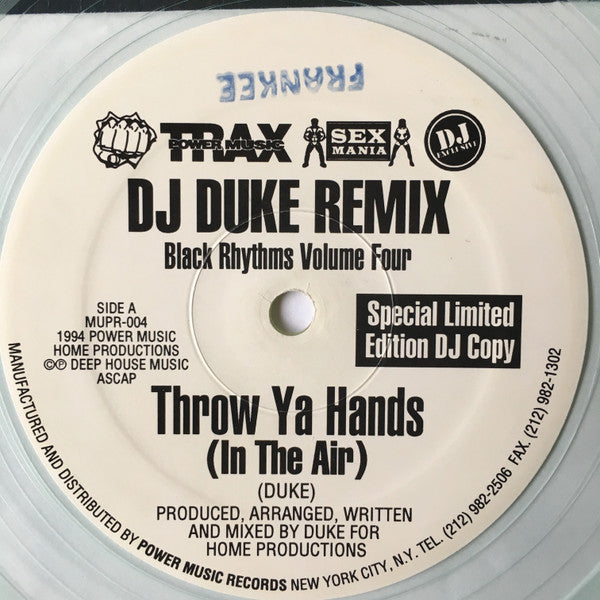 FRANKEE
TRAX
POWER MUSIC
SEX
MANIA
DJ
EXCLUSIVE
DJ DUKE REMIX
Black Rhythms Volume Four
SIDE A
MUPR-004
1994 POWER MUSIC
HOME PRODUCTIONS
©℗ DEEP HOUSE MUSIC
ASCAP
Special Limited
Edition DJ Copy
Throw Ya Hands
(In The Air)
(DUKE)
PRODUCED, ARRANGED, WRITTEN
AND MIXED BY DUKE FOR
HOME PRODUCTIONS
MANUFACTURED AND DISTRIBUTED BY POWER MUSIC RECORDS NEW YORK CITY, N.Y. TEL. (212) 982-2506 FAX. (212) 982-1302